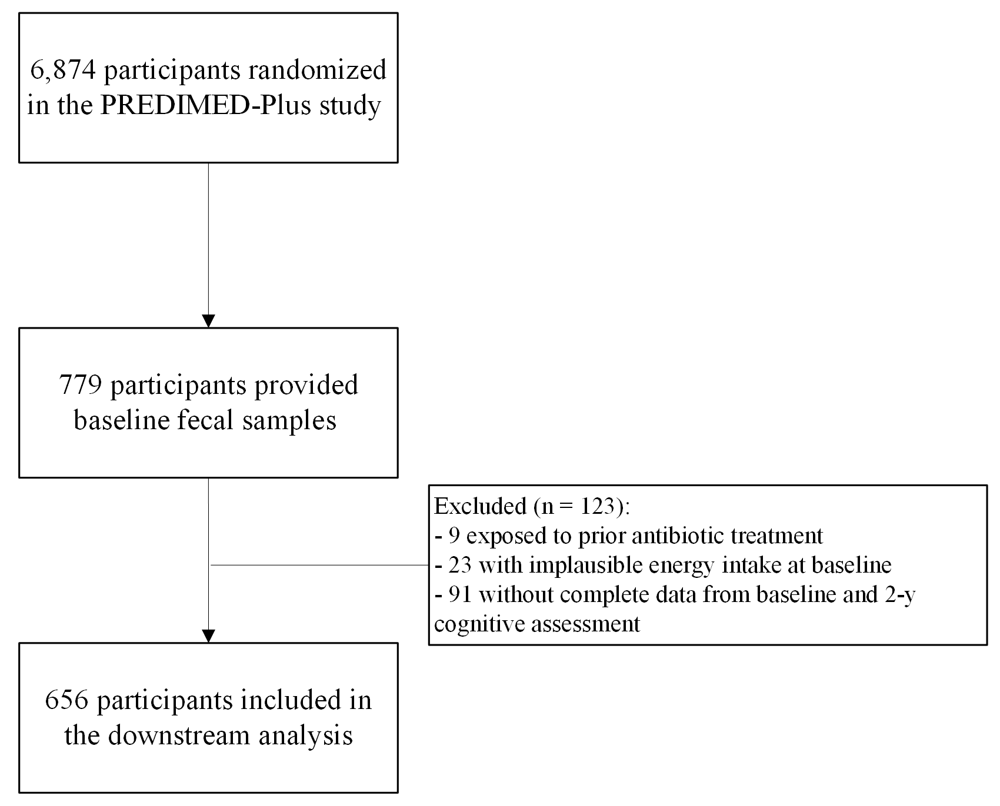 6,874 participants randomized
in the PREDIMED-Plus study
779 participants provided
baseline fecal samples
Excluded (n = 123):
- 9 exposed to prior antibiotic treatment
- 23 with implausible energy intake at baseline
- 91 without complete data from baseline and 2-y
cognitive assessment
656 participants included in
the downstream analysis